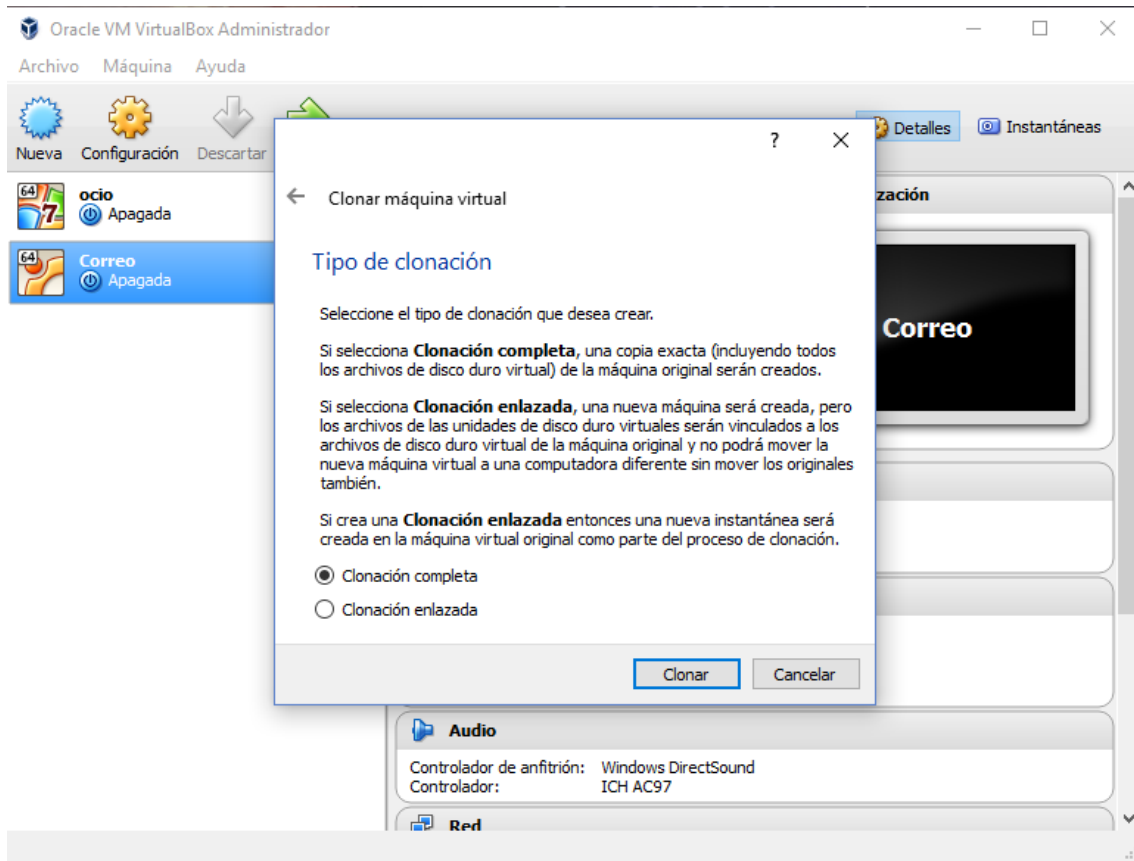 Oracle VM VirtualBox Administrador
Archivo Máquina Ayuda
Nueva Configuración Descartar
Detalles Instantáneas
64 7 ocio
Apagada
64 Correo
Apagada
?
Clonar máquina virtual
Tipo de clonación
Seleccione el tipo de clonación que desea crear.
Si selecciona Clonación completa, una copia exacta (incluyendo todos
los archivos de disco duro virtual) de la máquina original serán creados.
Si selecciona Clonación enlazada, una nueva máquina será creada, pero
los archivos de las unidades de disco duro virtuales serán vinculados a los
archivos de disco duro virtual de la máquina original y no podrá mover la
nueva máquina virtual a una computadora diferente sin mover los originales
también.
Si crea una Clonación enlazada entonces una nueva instantánea será
creada en la máquina virtual original como parte del proceso de clonación.
Clonación completa
Clonación enlazada
Clonar Cancelar
zación
Correo
Audio
Controlador de anfitrión: Windows DirectSound
Controlador: ICH AC97
Red